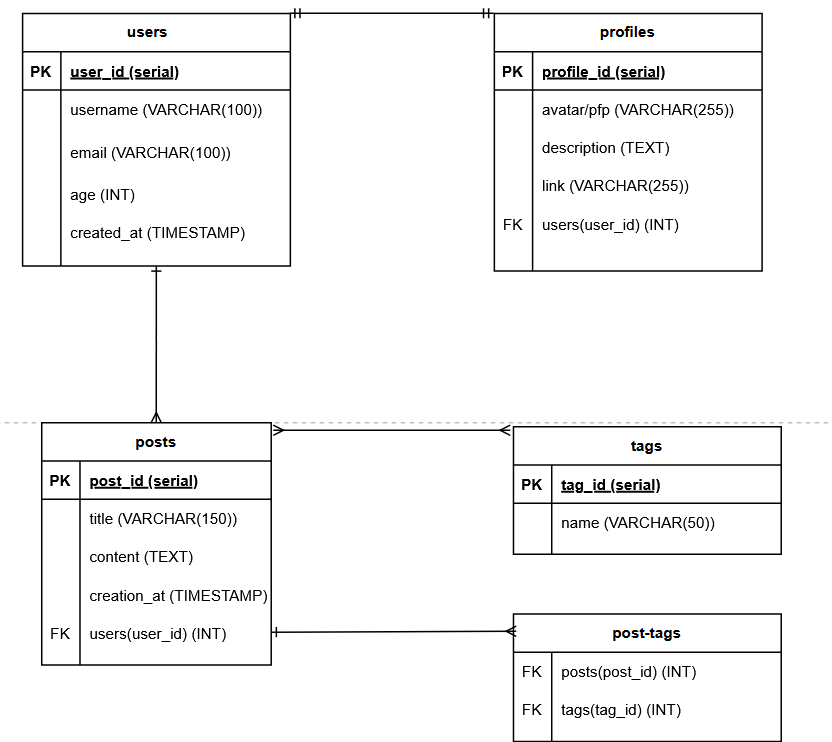 users
PK user_id (serial)
username (VARCHAR(100))
email (VARCHAR(100))
age (INT)
created_at (TIMESTAMP)
profiles
PK profile_id (serial)
avatar/pfp (VARCHAR(255))
description (TEXT)
link (VARCHAR(255))
FK users(user_id) (INT)
posts
PK post_id (serial)
title (VARCHAR(150))
content (TEXT)
creation_at (TIMESTAMP)
FK users(user_id) (INT)
tags
PK tag_id (serial)
name (VARCHAR(50))
post-tags
FK posts(post_id) (INT)
FK tags(tag_id) (INT)